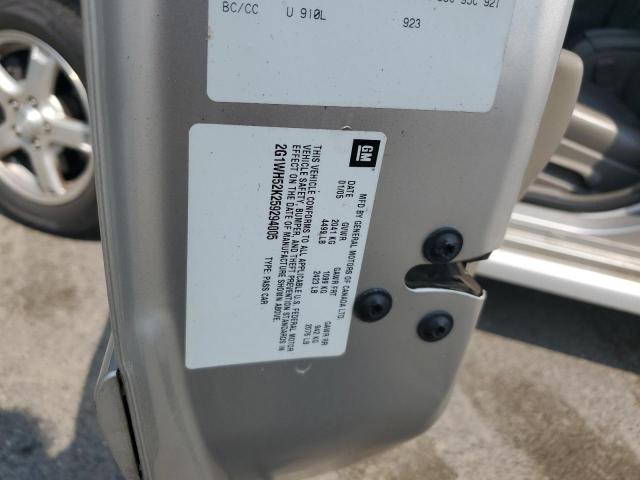 BC/CC U 910L 923
GM
MFD BY GENERAL MOTORS OF CANADA LTD.
DATE GVWR GAWR FRT GAWR RR
01/05 2041 KG 1099 KG 942 KG
4499 LB 2423 LB 2076 LB
THIS VEHICLE CONFORMS TO ALL APPLICABLE U.S. FEDERAL MOTOR
VEHICLE SAFETY, BUMPER, AND THEFT PREVENTION STANDARDS IN
EFFECT ON THE DATE OF MANUFACTURE SHOWN ABOVE.
2G1WH52K259294005 TYPE: PASS CAR